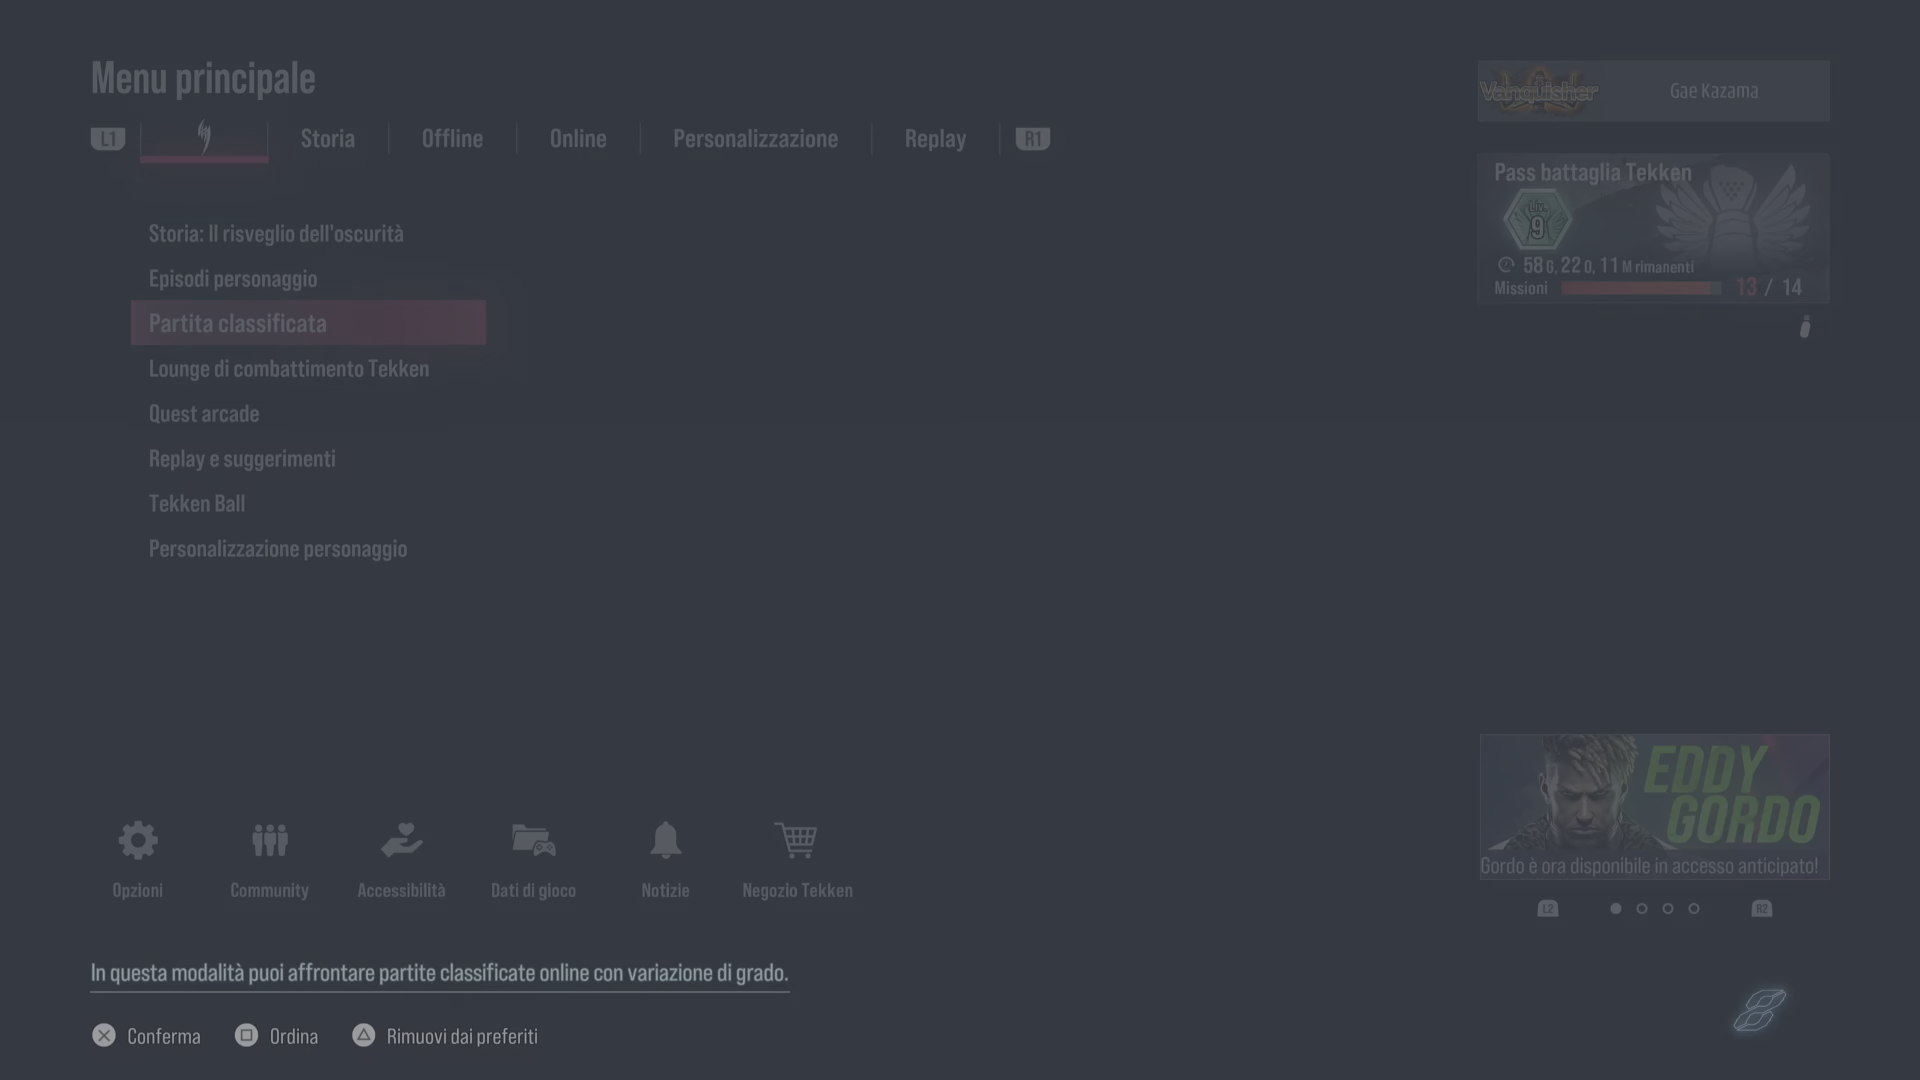 Menu principale
L1 Storia Offline Online Personalizzazione Replay R1
Storia: Il risveglio dell'oscurità
Episodi personaggio
Partita classificata
Lounge di combattimento Tekken
Quest arcade
Replay e suggerimenti
Tekken Ball
Personalizzazione personaggio
Vanquisher Gae Kazama
Pass battaglia Tekken
Liv.
9
58 G, 22 O, 11 M rimanenti
Missioni 13 / 14
EDDY
GORDO
Gordo è ora disponibile in accesso anticipato!
L2 R2
Opzioni Community Accessibilità Dati di gioco Notizie Negozio Tekken
In questa modalità puoi affrontare partite classificate online con variazione di grado.
Conferma Ordina Rimuovi dai preferiti
8